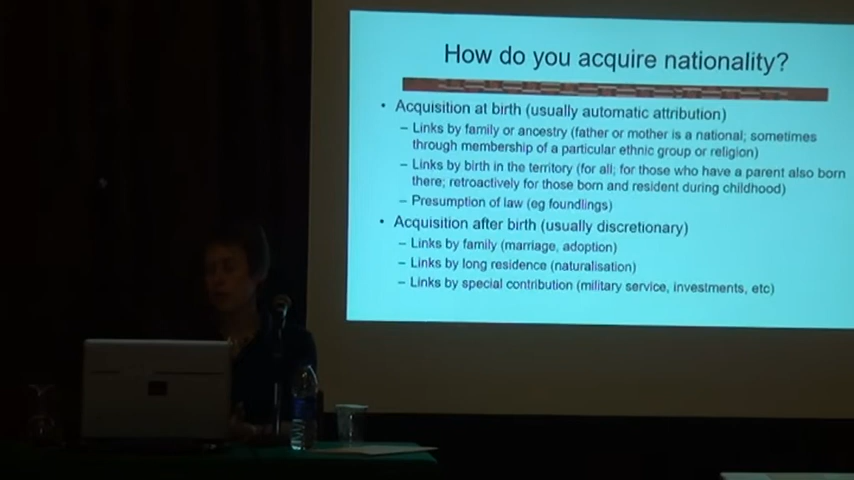 How do you acquire nationality?
• Acquisition at birth (usually automatic attribution)
– Links by family or ancestry (father or mother is a national; sometimes
through membership of a particular ethnic group or religion)
– Links by birth in the territory (for all; for those who have a parent also born
there; retroactively for those born and resident during childhood)
– Presumption of law (eg foundlings)
• Acquisition after birth (usually discretionary)
– Links by family (marriage, adoption)
– Links by long residence (naturalisation)
– Links by special contribution (military service, investments, etc)